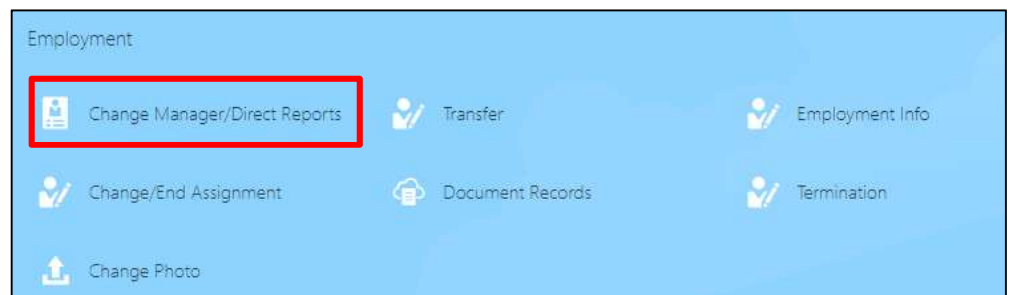 Employment
Change Manager/Direct Reports
Transfer
Employment Info
Change/End Assignment
Document Records
Termination
Change Photo